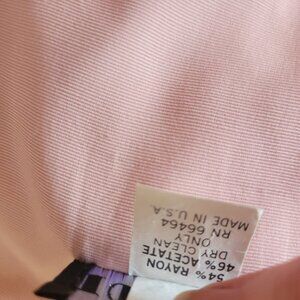 54% RAYON
46% ACETATE
DRY CLEAN
ONLY
RN 66464
MADE IN U.S.A.